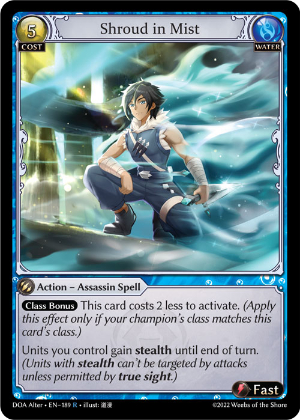 5
Shroud in Mist
COST
WATER
Action – Assassin Spell
Class Bonus This card costs 2 less to activate. (Apply
this effect only if your champion's class matches
this card's class.)
Units you control gain stealth until end of turn.
(Units with stealth can't be targeted by attacks
unless permitted by true sight.)
Fast
DOA Alter • EN-189 R • illust:
©2022 Weebs of the Shore